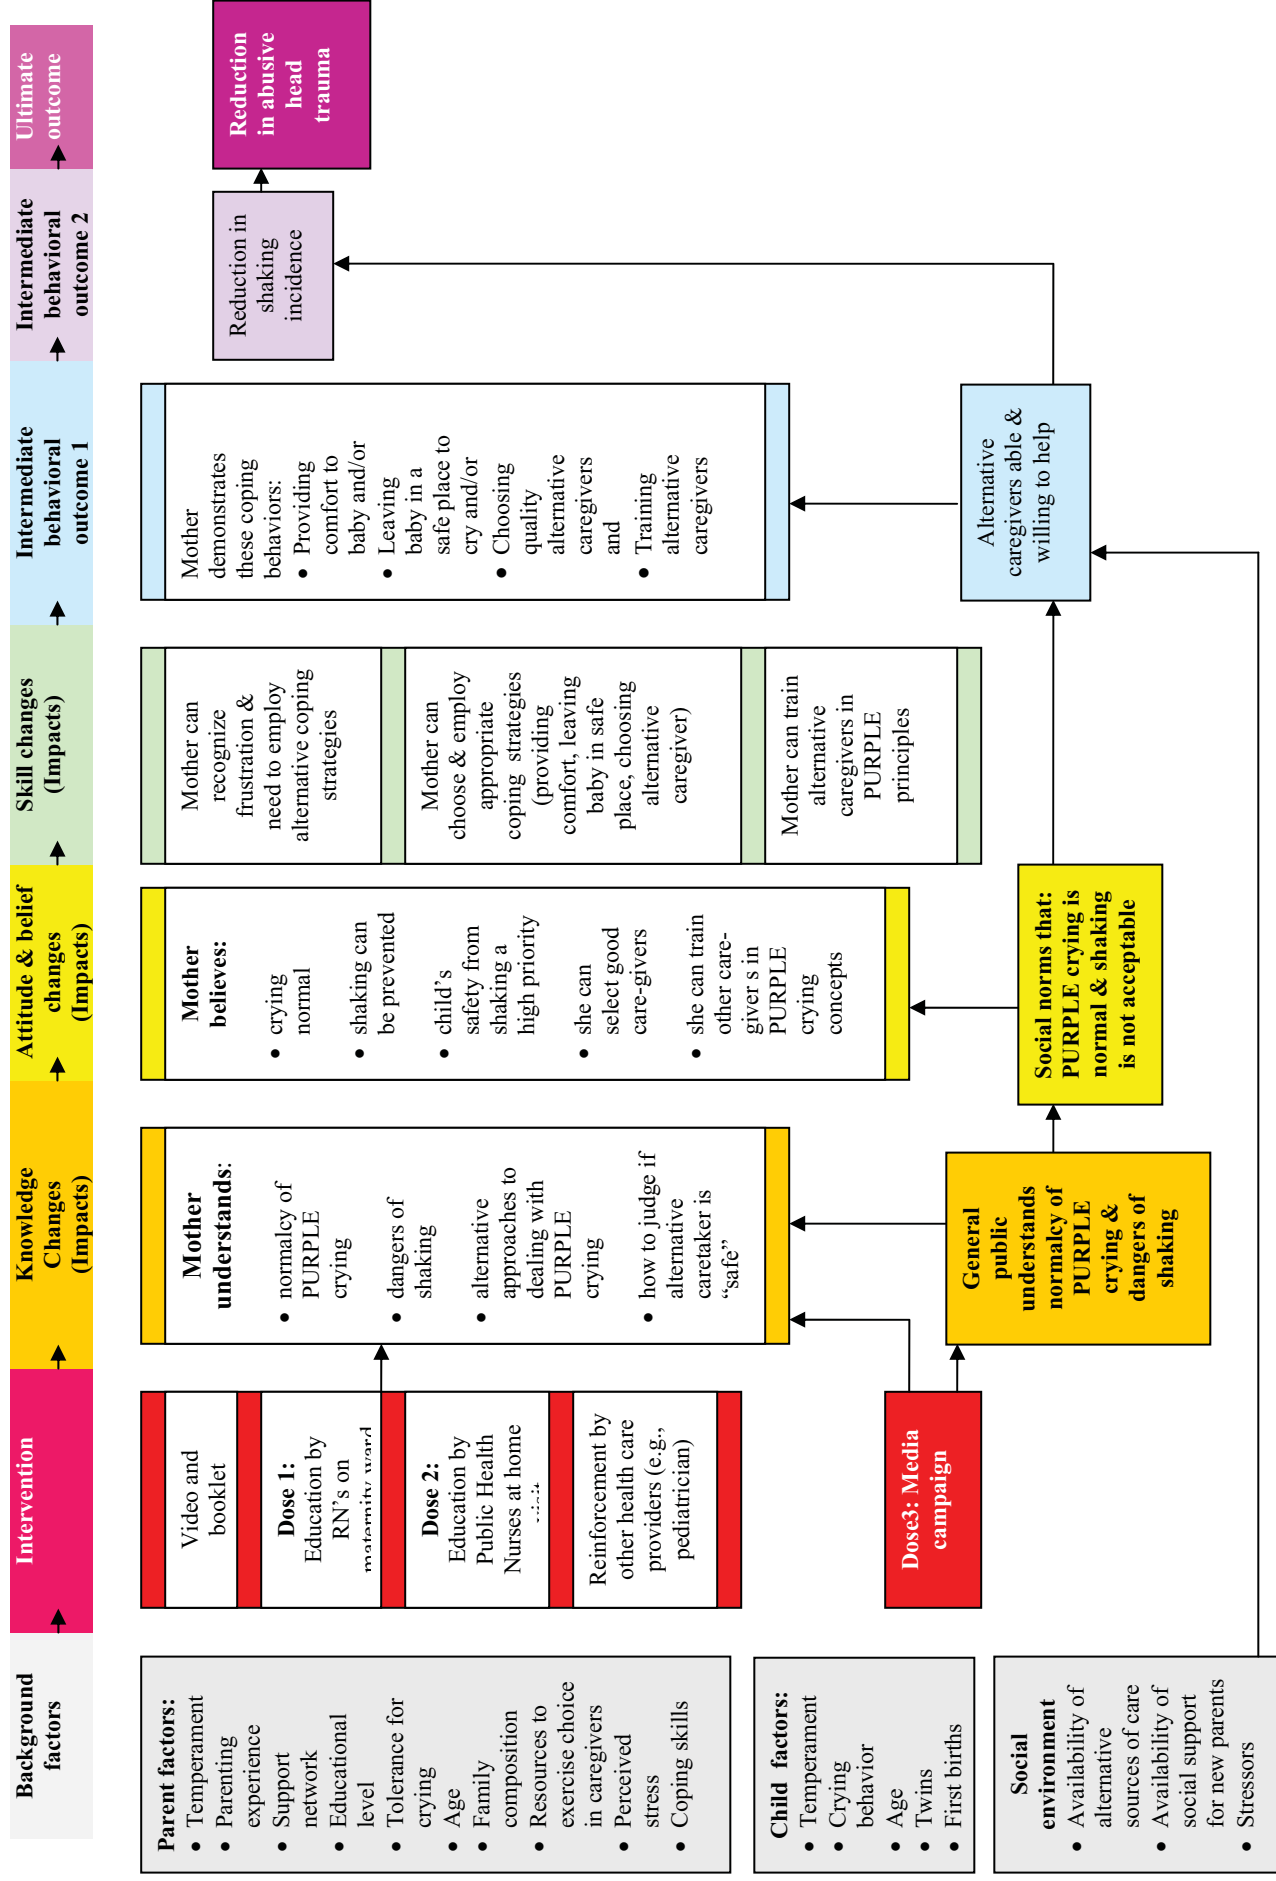 Background
factors
Intervention
Knowledge
Changes
(Impacts)
Attitude & belief
changes
(Impacts)
Skill changes
(Impacts)
Intermediate
behavioral
outcome 1
Intermediate
behavioral
outcome 2
Ultimate
outcome
Parent factors:
• Temperament
• Parenting
experience
• Support
network
• Educational
level
• Tolerance for
crying
• Age
• Family
composition
• Resources to
exercise choice
in caregivers
• Perceived
stress
• Coping skills
Child factors:
• Temperament
• Crying
behavior
• Age
• Twins
• First births
Social
environment
• Availability of
alternative
sources of care
• Availability of
social support
for new parents
• Stressors
Video and
booklet
Dose 1:
Education by
RN's on
maternity ward
Dose 2:
Education by
Public Health
Nurses at home
Reinforcement by
other health care
providers (e.g.,
pediatrician)
Dose3: Media
campaign
Mother
understands:
• normalcy of
PURPLE
crying
• dangers of
shaking
• alternative
approaches to
dealing with
PURPLE
crying
• how to judge if
alternative
caretaker is
“safe”
General
public
understands
normalcy of
PURPLE
crying &
dangers of
shaking
Mother
believes:
• crying
normal
• shaking can
be prevented
• child's
safety from
shaking a
high priority
• she can
select good
care-givers
• she can train
other care-
giver s in
PURPLE
crying
concepts
Social norms that:
PURPLE crying is
normal & shaking
is not acceptable
Mother can
recognize
frustration &
need to employ
alternative coping
strategies
Mother can
choose & employ
appropriate
coping strategies
(providing
comfort, leaving
baby in safe
place, choosing
alternative
caregiver)
Mother can train
alternative
caregivers in
PURPLE
principles
Mother
demonstrates
these coping
behaviors:
• Providing
comfort to
baby and/or
• Leaving
baby in a
safe place to
cry and/or
• Choosing
quality
alternative
caregivers
and
• Training
alternative
caregivers
Alternative
caregivers able &
willing to help
Reduction in
shaking
incidence
Reduction
in abusive
head
trauma